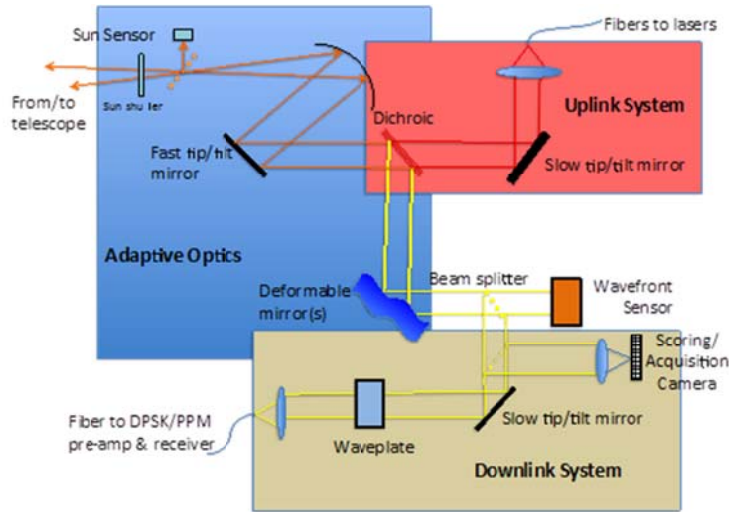 Sun Sensor
Fibers to lasers
From/to
telescope
Sun shutter
Uplink System
Dichroic
Fast tip/tilt
mirror
Slow tip/tilt mirror
Adaptive Optics
Beam splitter
Deformable
mirror(s)
Wavefront
Sensor
Scoring/
Acquisition
Camera
Fiber to DPSK/PPM
pre-amp & receiver
Waveplate
Slow tip/tilt mirror
Downlink System